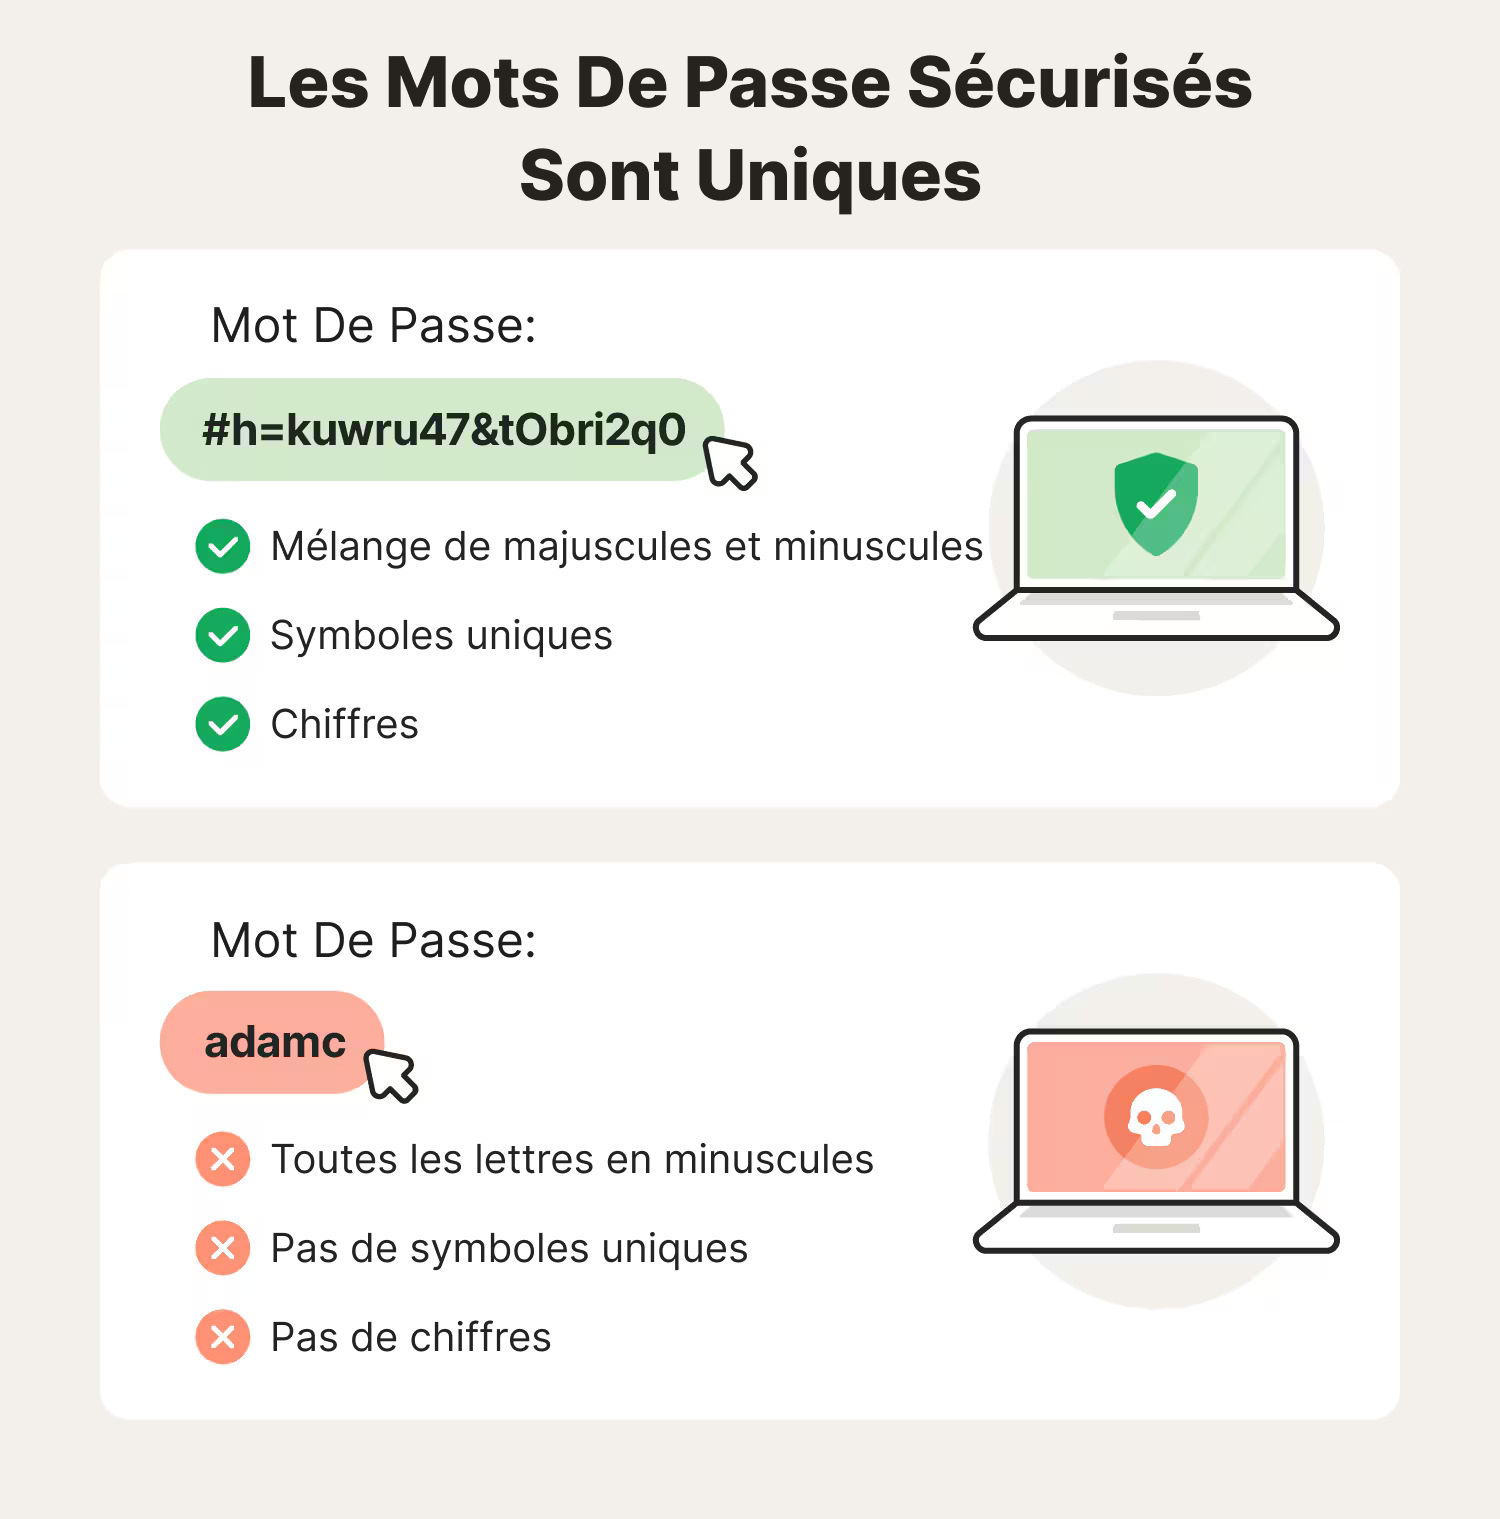 Les Mots De Passe Sécurisés
Sont Uniques
Mot De Passe:
#h=kuwru47&tObri2q0
Mélange de majuscules et minuscules
Symboles uniques
Chiffres
Mot De Passe:
adamc
Toutes les lettres en minuscules
Pas de symboles uniques
Pas de chiffres